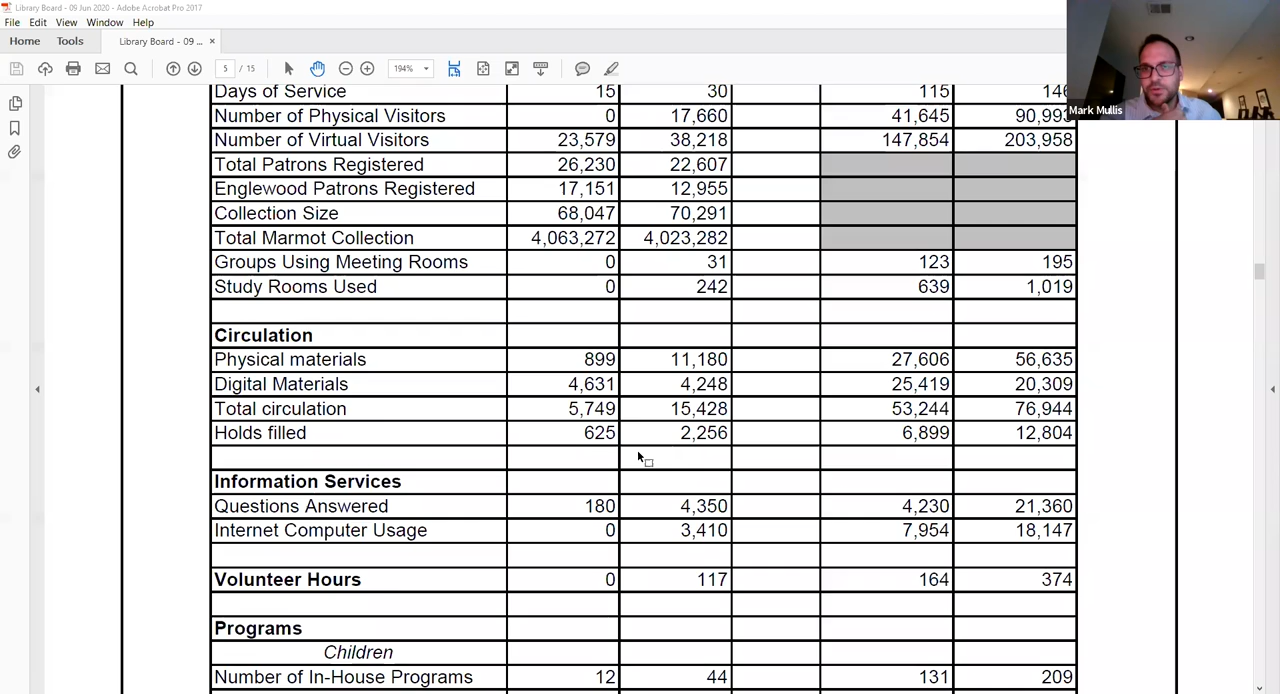 Library Board - 09 Jun 2020 - Adobe Acrobat Pro 2017
File Edit View Window Help
Home Tools Library Board - 09 ... ×
5 / 15 194%
Mark Mullis
Days of Service 15 30 115 146
Number of Physical Visitors 0 17,660 41,645 90,993
Number of Virtual Visitors 23,579 38,218 147,854 203,958
Total Patrons Registered 26,230 22,607
Englewood Patrons Registered 17,151 12,955
Collection Size 68,047 70,291
Total Marmot Collection 4,063,272 4,023,282
Groups Using Meeting Rooms 0 31 123 195
Study Rooms Used 0 242 639 1,019
Circulation
Physical materials 899 11,180 27,606 56,635
Digital Materials 4,631 4,248 25,419 20,309
Total circulation 5,749 15,428 53,244 76,944
Holds filled 625 2,256 6,899 12,804
Information Services
Questions Answered 180 4,350 4,230 21,360
Internet Computer Usage 0 3,410 7,954 18,147
Volunteer Hours 0 117 164 374
Programs
Children
Number of In-House Programs 12 44 131 209